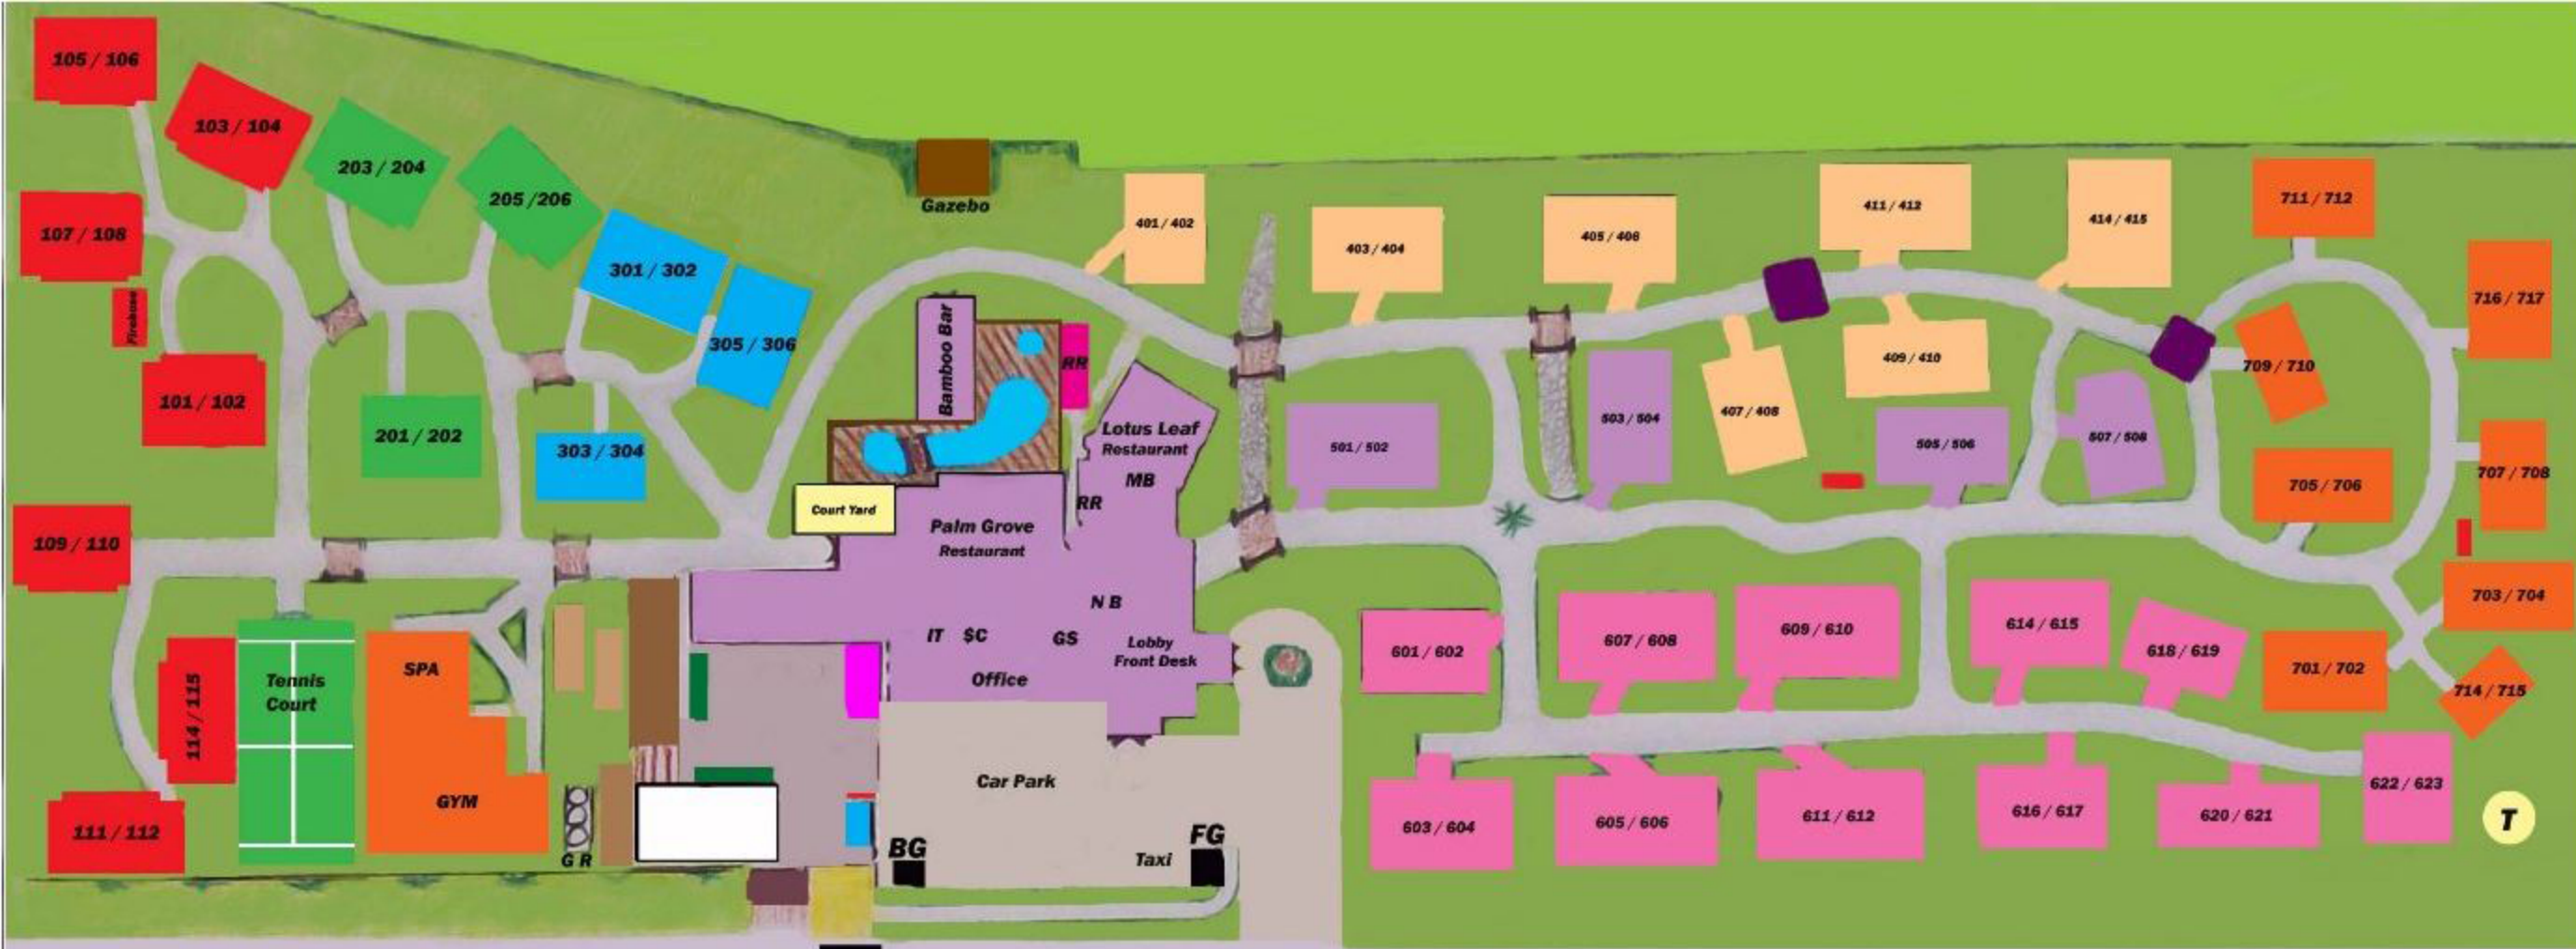 105 / 106
103 / 104
203 / 204
205 /206
107 / 108
Firehose
101 / 102
201 / 202
301 / 302
305 / 306
303 / 304
109 / 110
114 / 115
111 / 112
Tennis
Court
SPA
GYM
G R
Gazebo
Bamboo Bar
RR
Lotus Leaf
Restaurant
MB
RR
Court Yard
Palm Grove
Restaurant
N B
IT $C
GS
Lobby
Front Desk
Office
Car Park
BG
FG
Taxi
401 / 402
403 / 404
405 / 406
411 / 412
414 / 415
407 / 408
409 / 410
501 / 502
503 / 504
505 / 506
507 / 508
711 / 712
716 / 717
709 / 710
707 / 708
705 / 706
703 / 704
701 / 702
714 / 715
601 / 602
607 / 608
609 / 610
614 / 615
618 / 619
603 / 604
605 / 606
611 / 612
616 / 617
620 / 621
622 / 623
T